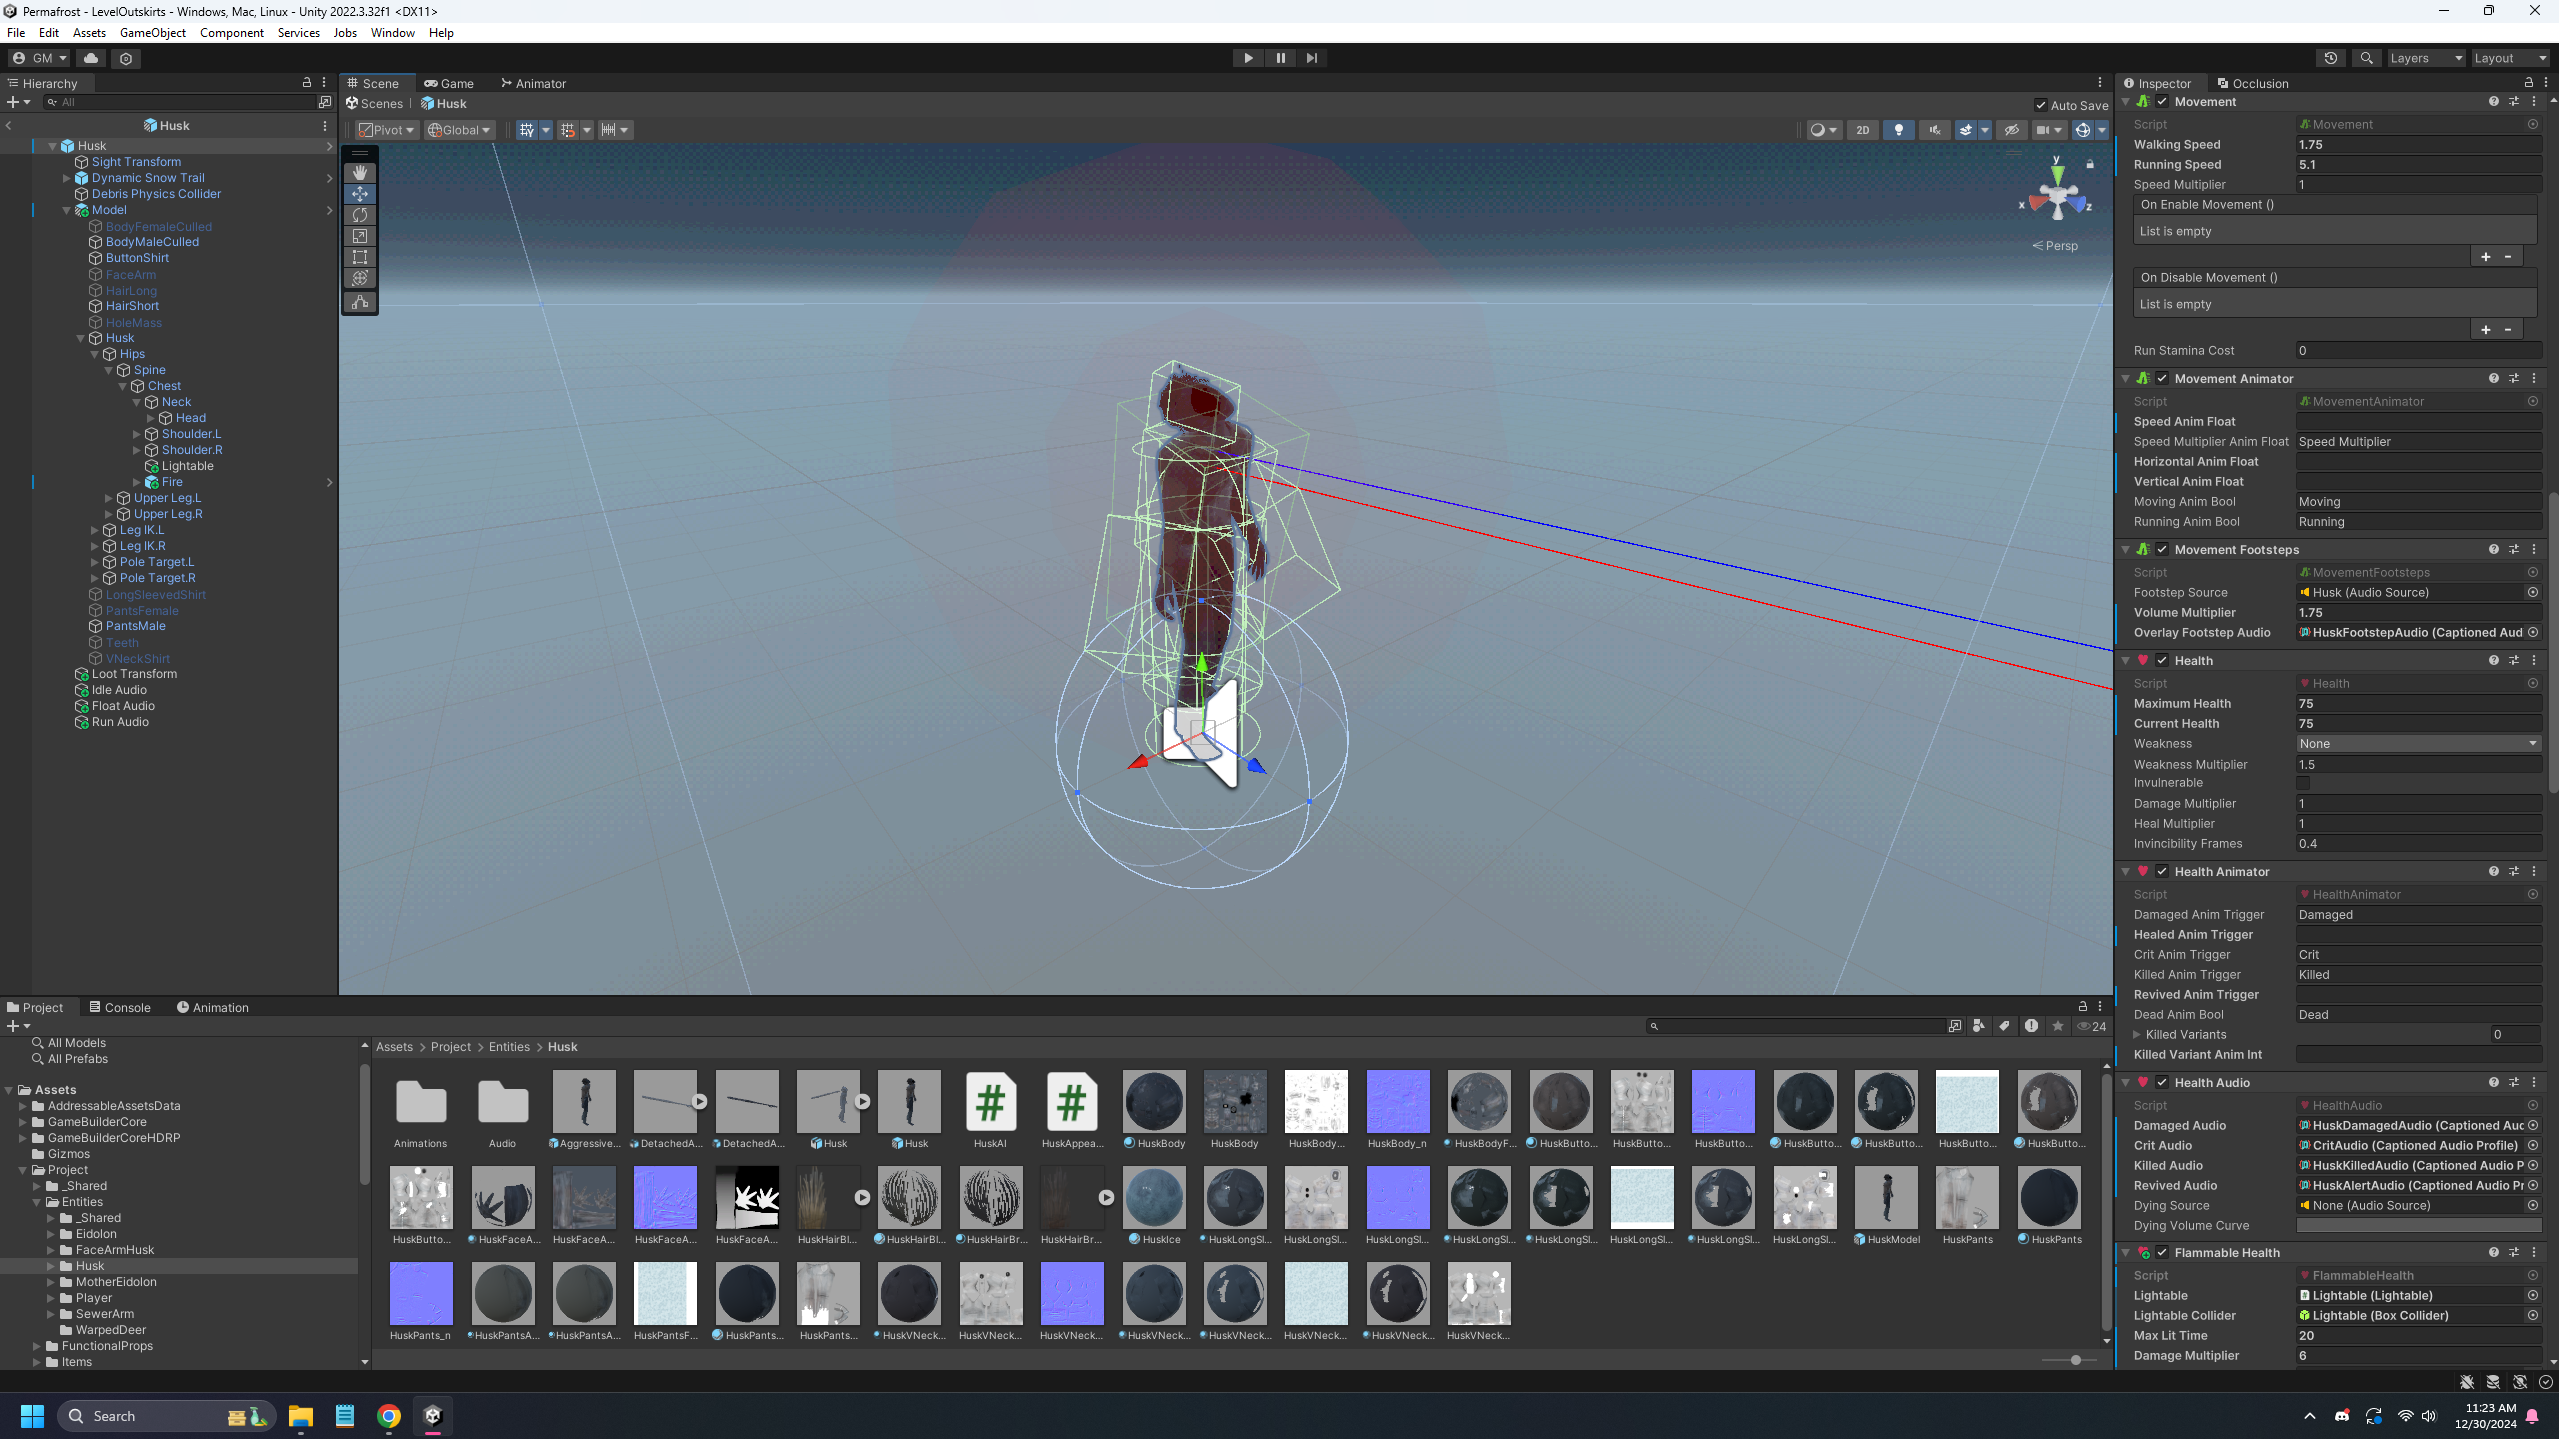 Permafrost - LevelOutskirts - Windows, Mac, Linux - Unity 2022.3.32f1 <DX11>
File Edit Assets GameObject Component Services Jobs Window Help
GM
Layers
Layout
Hierarchy
All
Husk
Husk
Sight Transform
Dynamic Snow Trail
Debris Physics Collider
Model
BodyFemaleCulled
BodyMaleCulled
ButtonShirt
FaceArm
HairLong
HairShort
HoleMass
Husk
Hips
Spine
Chest
Neck
Head
Shoulder.L
Shoulder.R
Lightable
Fire
Upper Leg.L
Upper Leg.R
Leg IK.L
Leg IK.R
Pole Target.L
Pole Target.R
LongSleevedShirt
PantsFemale
PantsMale
Teeth
VNeckShirt
Loot Transform
Idle Audio
Float Audio
Run Audio
Scene Game Animator
Scenes | Husk
Auto Save
Pivot Global
2D
y
x z
< Persp
Inspector Occlusion
Movement
Script Movement
Walking Speed 1.75
Running Speed 5.1
Speed Multiplier 1
On Enable Movement ()
List is empty
+ -
On Disable Movement ()
List is empty
+ -
Run Stamina Cost 0
Movement Animator
Script MovementAnimator
Speed Anim Float
Speed Multiplier Anim Float Speed Multiplier
Horizontal Anim Float
Vertical Anim Float
Moving Anim Bool Moving
Running Anim Bool Running
Movement Footsteps
Script MovementFootsteps
Footstep Source Husk (Audio Source)
Volume Multiplier 1.75
Overlay Footstep Audio HuskFootstepAudio (Captioned Aud
Health
Script Health
Maximum Health 75
Current Health 75
Weakness None
Weakness Multiplier 1.5
Invulnerable
Damage Multiplier 1
Heal Multiplier 1
Invincibility Frames 0.4
Health Animator
Script HealthAnimator
Damaged Anim Trigger Damaged
Healed Anim Trigger
Crit Anim Trigger Crit
Killed Anim Trigger Killed
Revived Anim Trigger
Dead Anim Bool Dead
Killed Variants 0
Killed Variant Anim Int
Health Audio
Script HealthAudio
Damaged Audio HuskDamagedAudio (Captioned Auc
Crit Audio CritAudio (Captioned Audio Profile)
Killed Audio HuskKilledAudio (Captioned Audio P
Revived Audio HuskAlertAudio (Captioned Audio Pr
Dying Source None (Audio Source)
Dying Volume Curve
Flammable Health
Script FlammableHealth
Lightable Lightable (Lightable)
Lightable Collider Lightable (Box Collider)
Max Lit Time 20
Damage Multiplier 6
Project Console Animation
24
All Models
All Prefabs
Assets
AddressableAssetsData
GameBuilderCore
GameBuilderCoreHDRP
Gizmos
Project
_Shared
Entities
_Shared
Eidolon
FaceArmHusk
Husk
MotherEidolon
Player
SewerArm
WarpedDeer
FunctionalProps
Items
Assets > Project > Entities > Husk
Animations Audio Aggressive... DetachedA... DetachedA... Husk Husk HuskAI HuskAppea... HuskBody HuskBody HuskBody... HuskBody_n HuskBodyF... HuskButto... HuskButto... HuskButto... HuskButto... HuskButto... HuskButto... HuskButto...
HuskButto... HuskFaceA... HuskFaceA... HuskFaceA... HuskFaceA... HuskHairBl... HuskHairBl... HuskHairBr... HuskHairBr... HuskIce HuskLongSl... HuskLongSl... HuskLongSl... HuskLongSl... HuskLongSl... HuskLongSl... HuskLongSl... HuskLongSl... HuskModel HuskPants HuskPants
HuskPants_n HuskPantsA... HuskPantsA... HuskPantsF... HuskPants... HuskPants... HuskVNeck... HuskVNeck... HuskVNeck... HuskVNeck... HuskVNeck... HuskVNeck... HuskVNeck... HuskVNeck...
Search
11:23 AM
12/30/2024